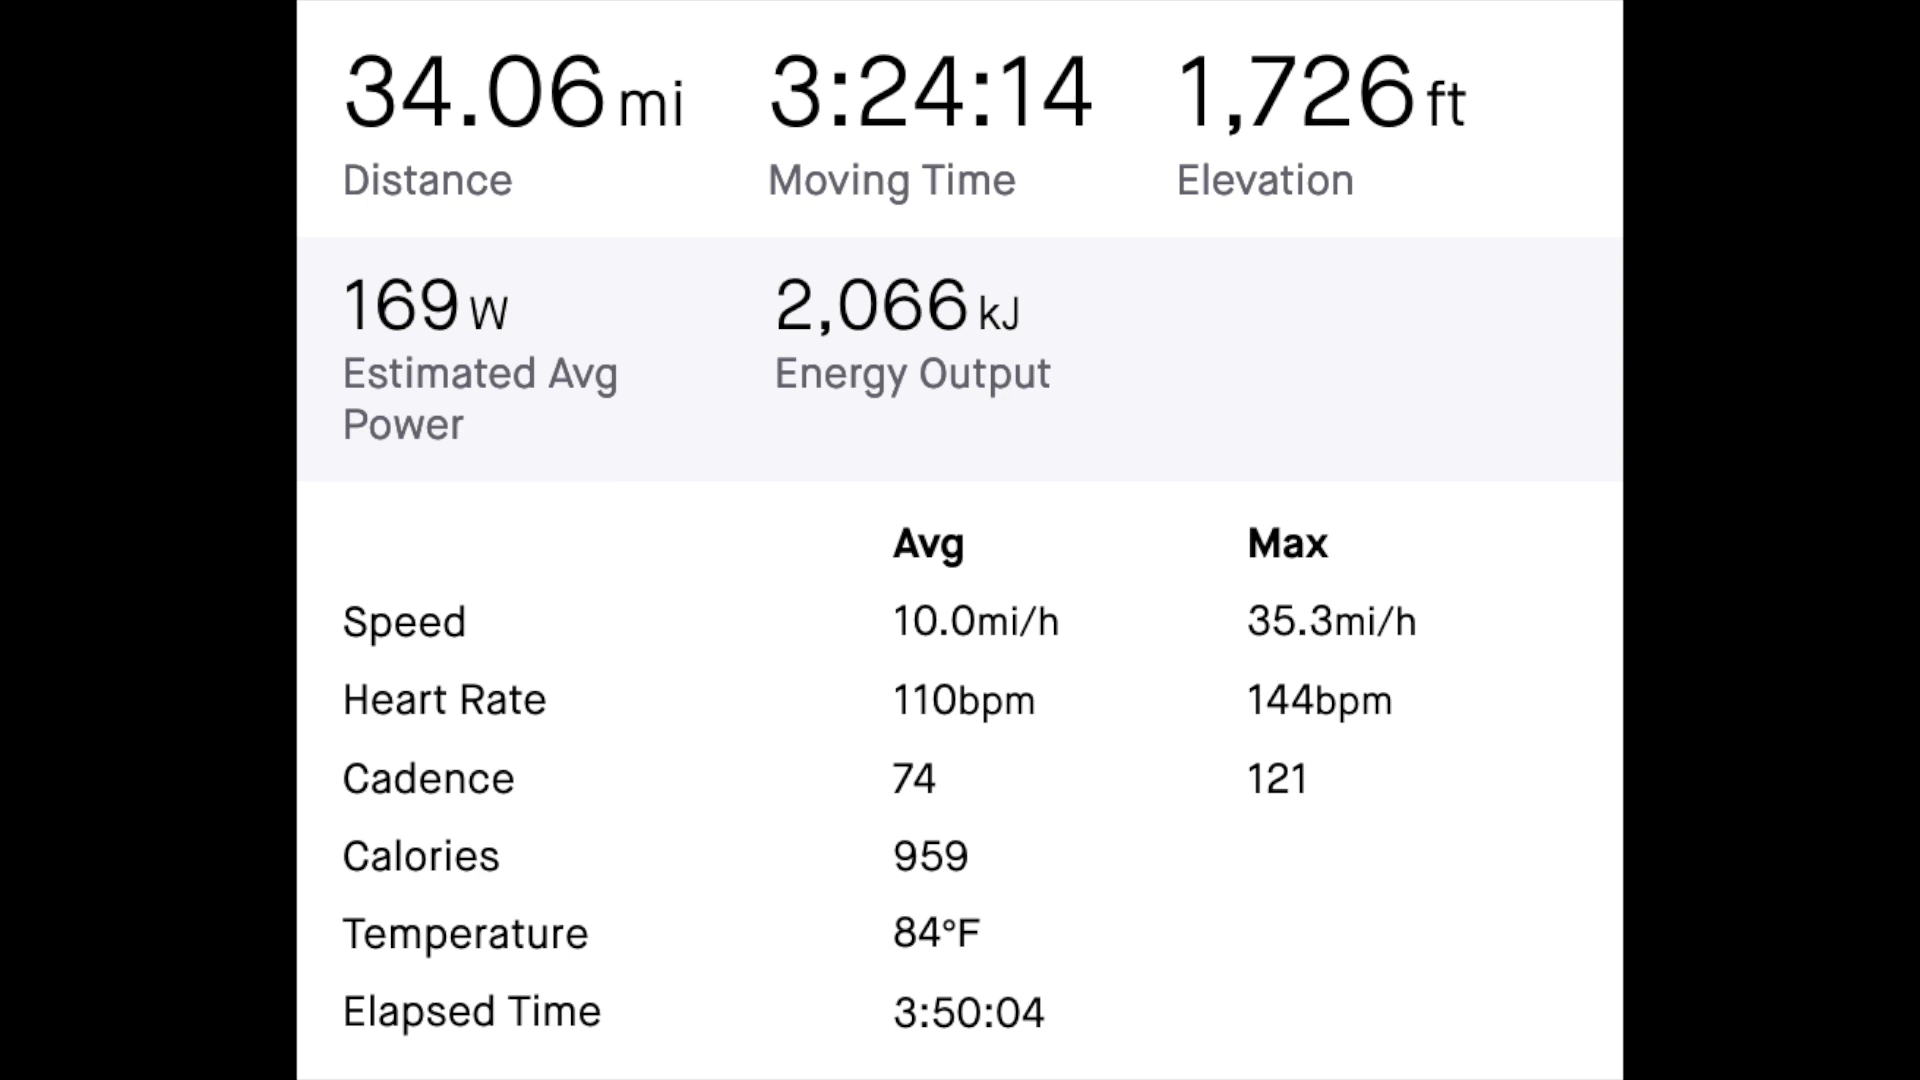 34.06 mi 3:24:14 1,726 ft
Distance Moving Time Elevation
169 W 2,066 kJ
Estimated Avg Energy Output
Power
Avg Max
Speed 10.0mi/h 35.3mi/h
Heart Rate 110bpm 144bpm
Cadence 74 121
Calories 959
Temperature 84°F
Elapsed Time 3:50:04